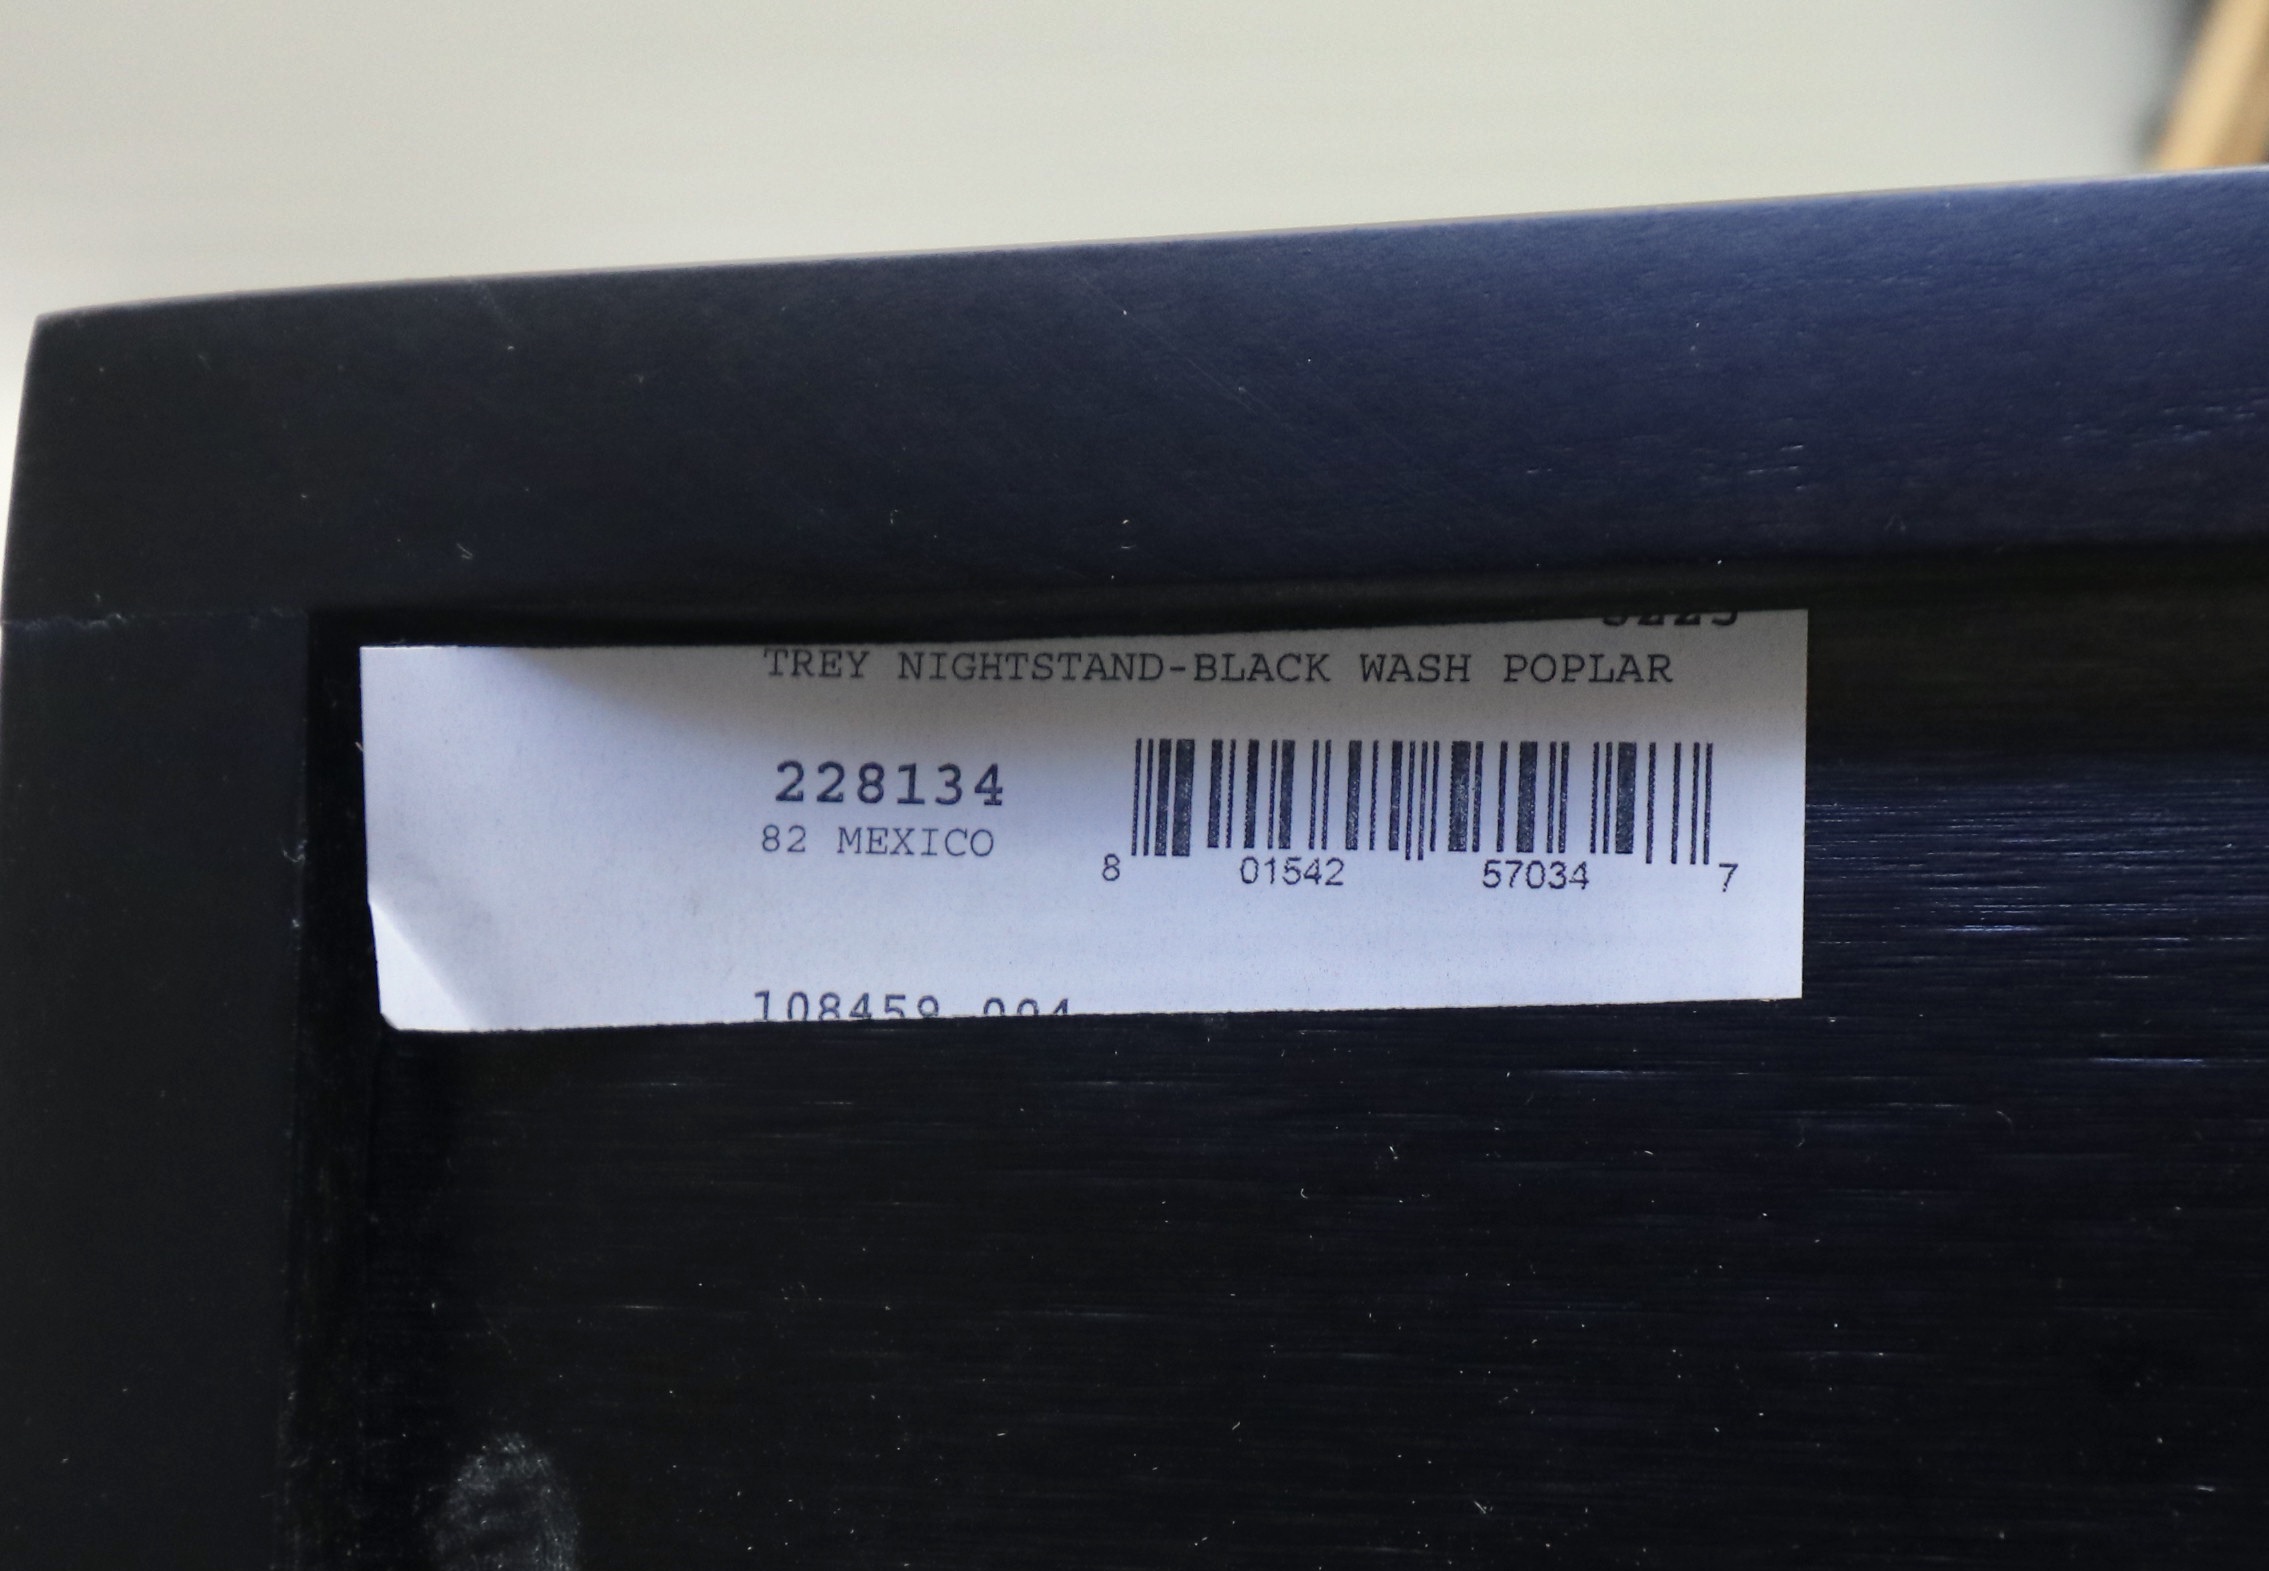 TREY NIGHTSTAND-BLACK WASH POPLAR
228134
82 MEXICO
8 01542 57034 7